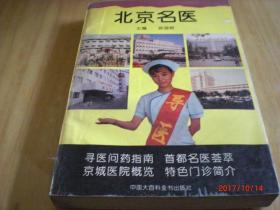 北京名医
主编
寻医
寻医问药指南 首都名医荟萃
京城医院概览 特色门诊简介
中国大百科全书出版社
2017/10/14